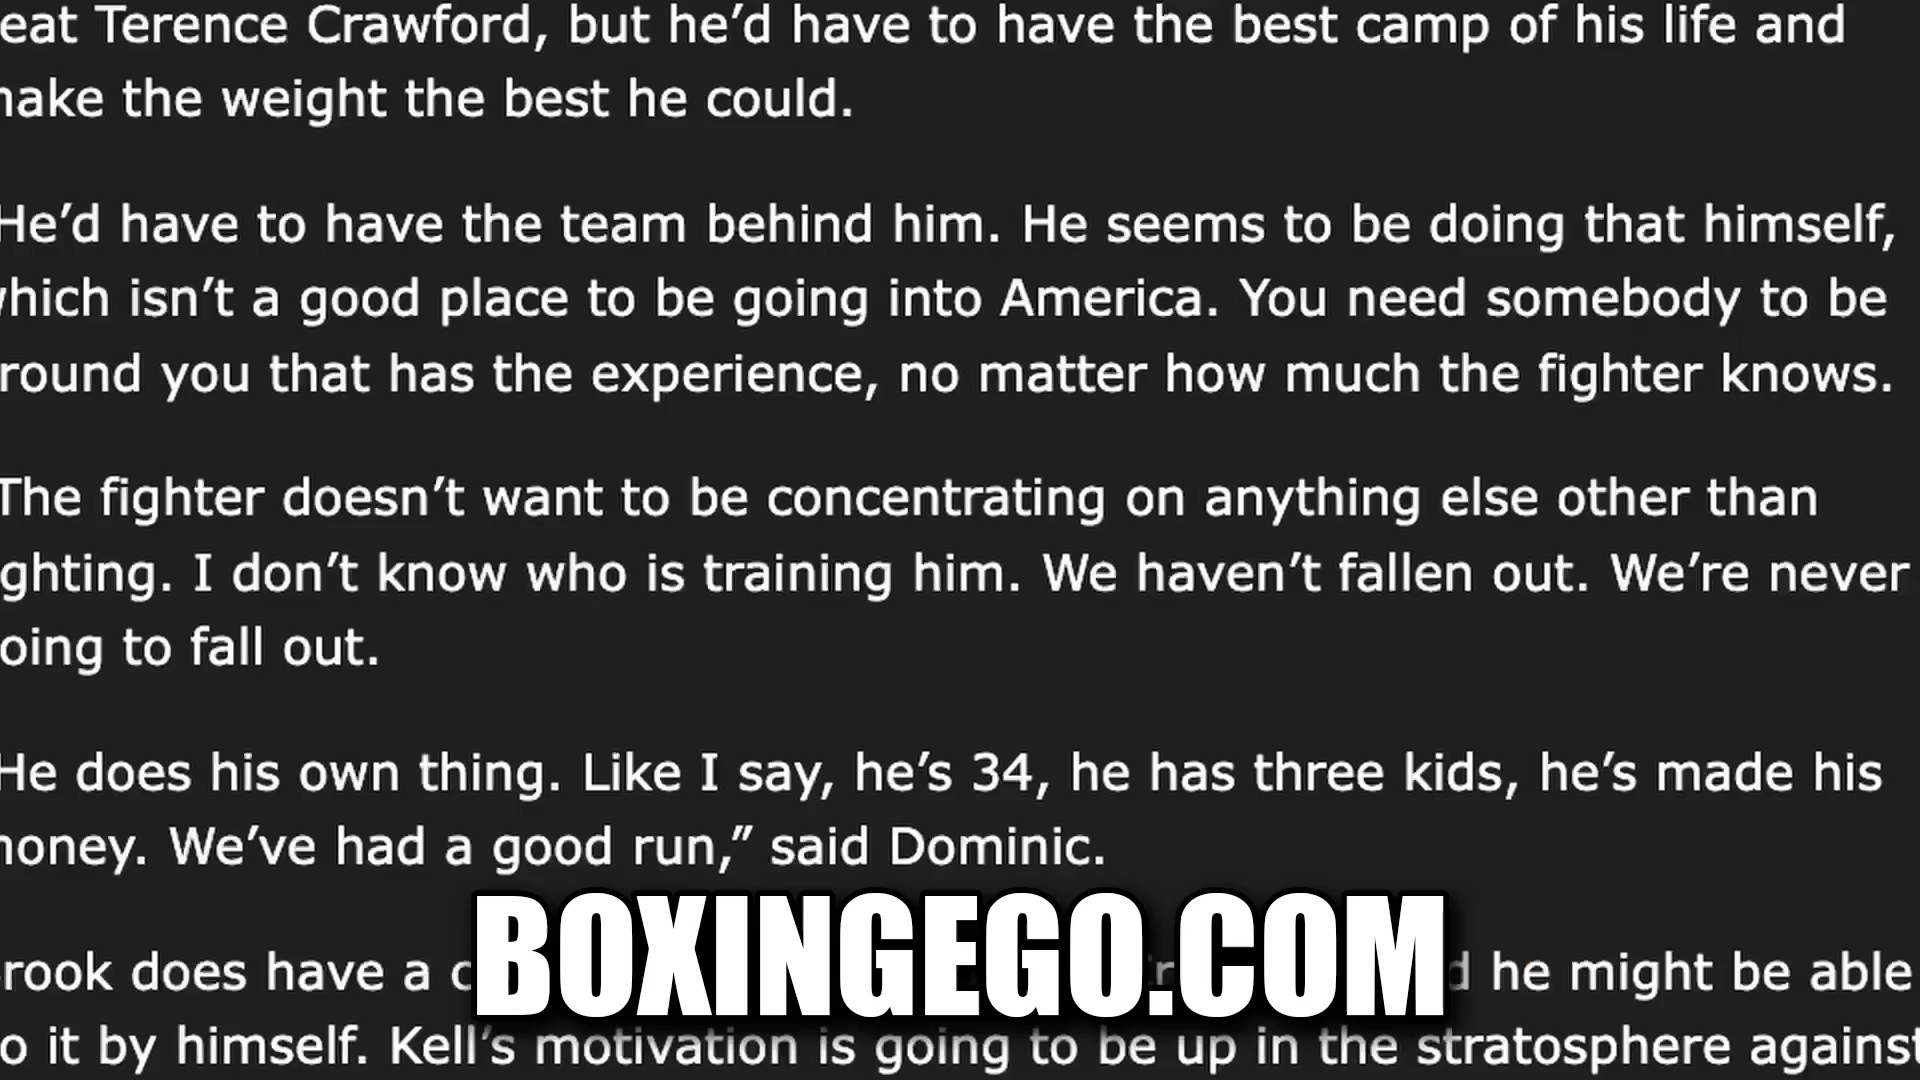 eat Terence Crawford, but he’d have to have the best camp of his life and
ake the weight the best he could.
He’d have to have the team behind him. He seems to be doing that himself,
hich isn’t a good place to be going into America. You need somebody to be
round you that has the experience, no matter how much the fighter knows.
The fighter doesn’t want to be concentrating on anything else other than
ghting. I don’t know who is training him. We haven’t fallen out. We’re never
oing to fall out.
He does his own thing. Like I say, he’s 34, he has three kids, he’s made his
oney. We’ve had a good run,” said Dominic.
rook does have a he might be able
o it by himself. Kell’s motivation is going to be up in the stratosphere against
BOXINGEGO.COM